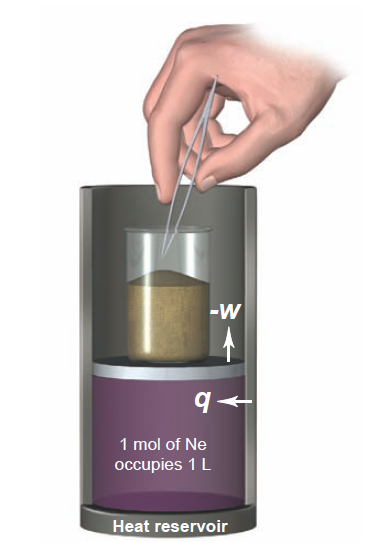 -w
q
1 mol of Ne
occupies 1 L
Heat reservoir